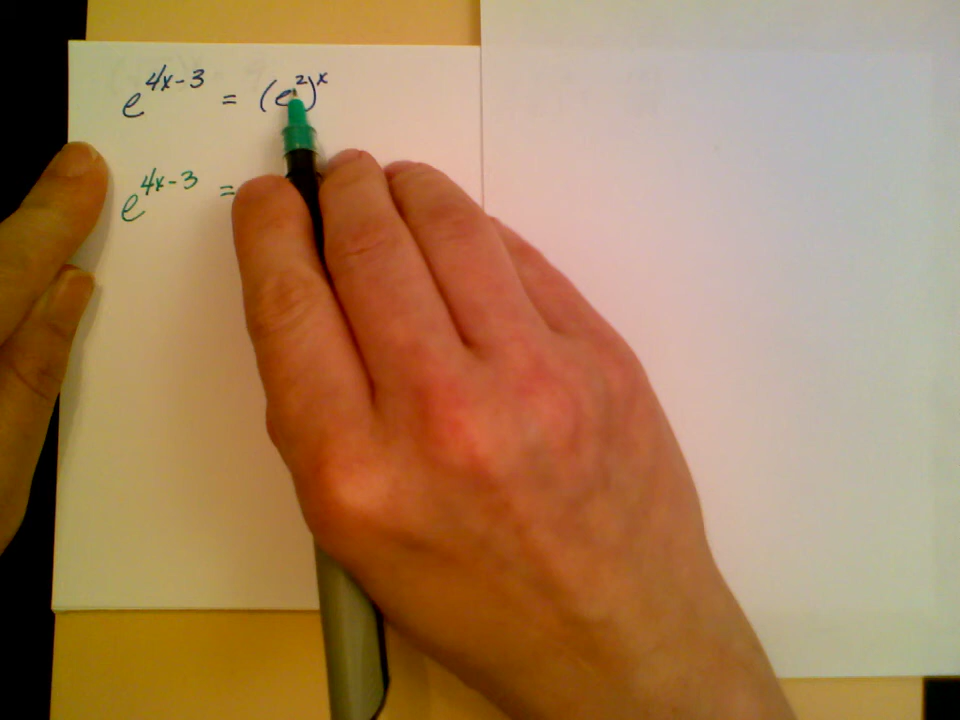 e^{4x-3} = (e^2)^x
e^{4x-3} =